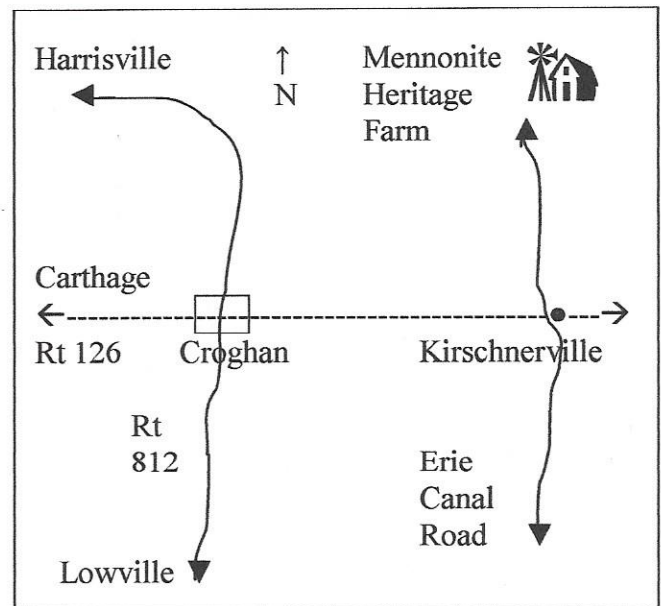 Harrisville
↑
N
Mennonite
Heritage
Farm
Carthage
Rt 126
Croghan
Kirschnerville
Rt
812
Erie
Canal
Road
Lowville